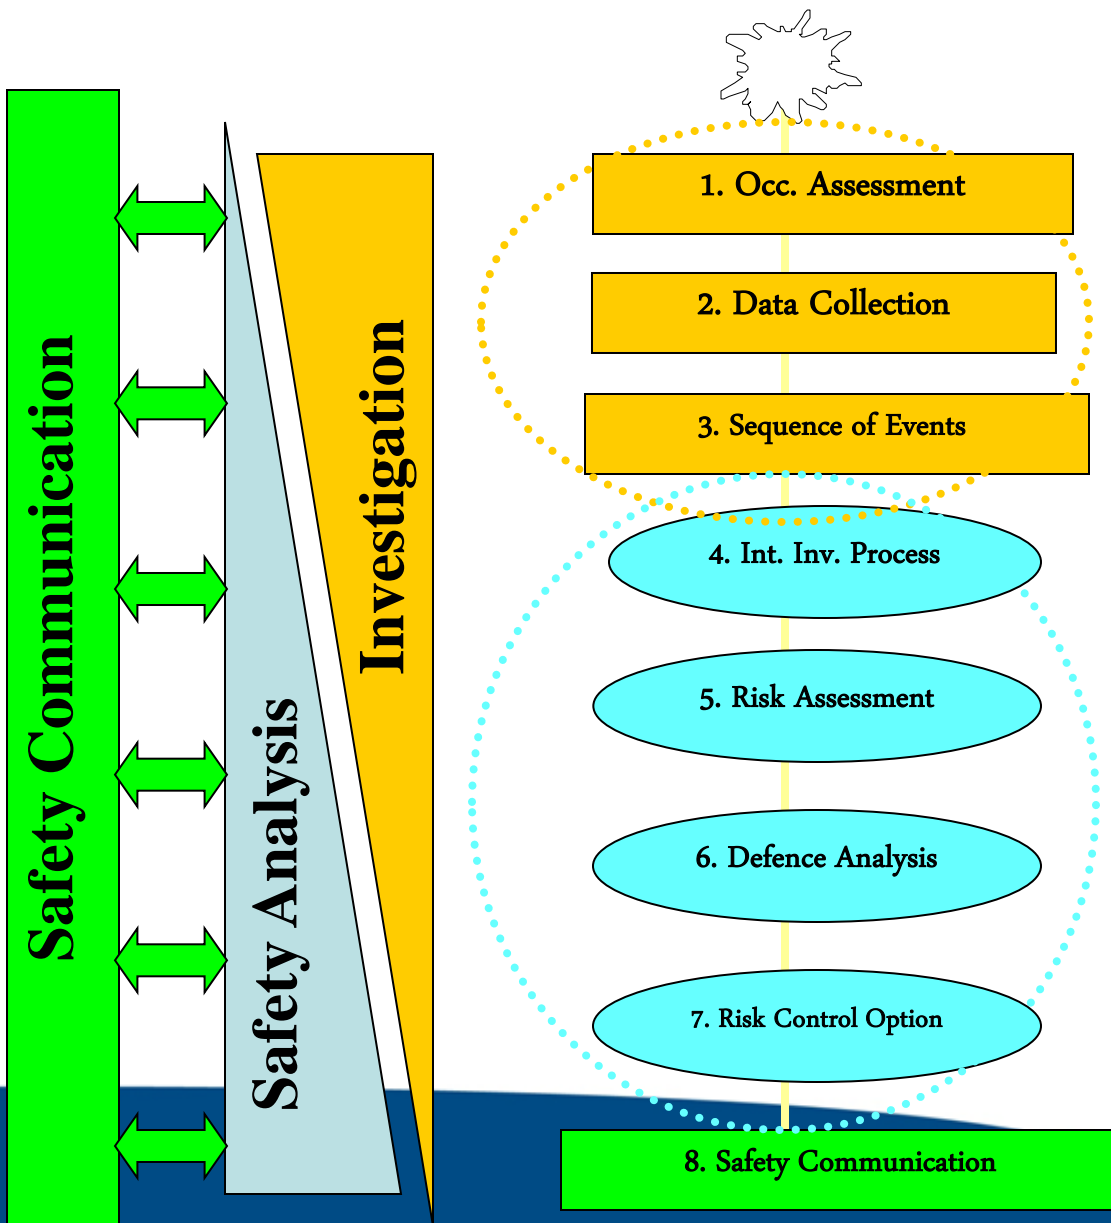 Safety Communication
Safety Analysis
Investigation
1. Occ. Assessment
2. Data Collection
3. Sequence of Events
4. Int. Inv. Process
5. Risk Assessment
6. Defence Analysis
7. Risk Control Option
8. Safety Communication